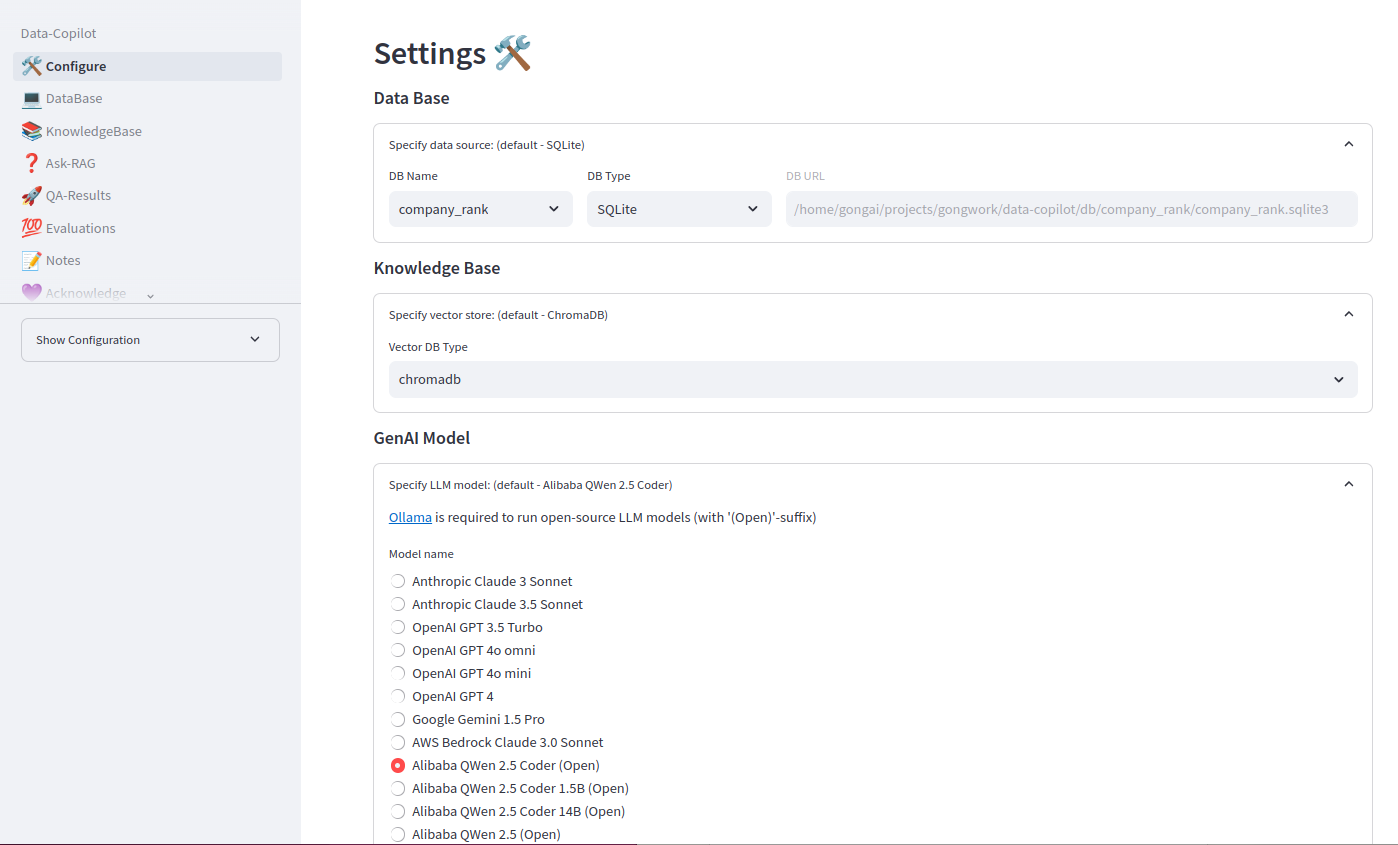 Data-Copilot
Configure
DataBase
KnowledgeBase
Ask-RAG
QA-Results
Evaluations
Notes
Acknowledge
Show Configuration
Settings
Data Base
Specify data source: (default - SQLite)
DB Name DB Type DB URL
company_rank SQLite /home/gongai/projects/gongwork/data-copilot/db/company_rank/company_rank.sqlite3
Knowledge Base
Specify vector store: (default - ChromaDB)
Vector DB Type
chromadb
GenAI Model
Specify LLM model: (default - Alibaba QWen 2.5 Coder)
Ollama is required to run open-source LLM models (with '(Open)'-suffix)
Model name
Anthropic Claude 3 Sonnet
Anthropic Claude 3.5 Sonnet
OpenAI GPT 3.5 Turbo
OpenAI GPT 4o omni
OpenAI GPT 4o mini
OpenAI GPT 4
Google Gemini 1.5 Pro
AWS Bedrock Claude 3.0 Sonnet
Alibaba QWen 2.5 Coder (Open)
Alibaba QWen 2.5 Coder 1.5B (Open)
Alibaba QWen 2.5 Coder 14B (Open)
Alibaba QWen 2.5 (Open)